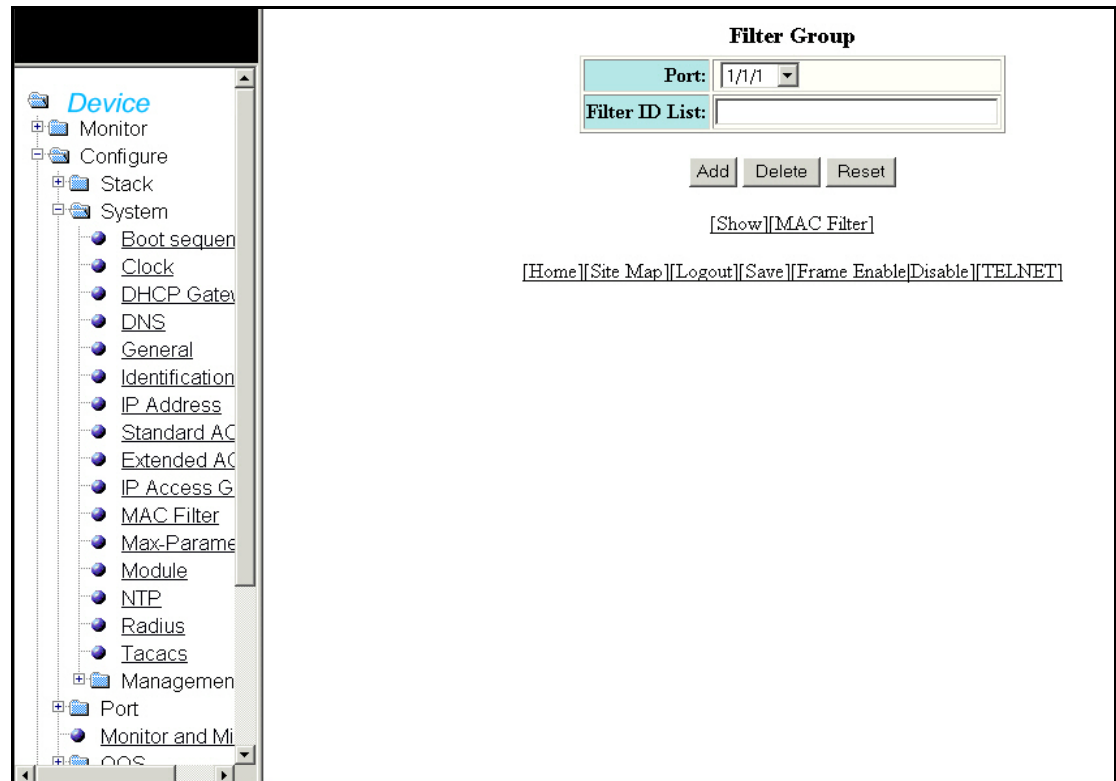 Device
Monitor
Configure
Stack
System
Boot sequen
Clock
DHCP Gatew
DNS
General
Identification
IP Address
Standard AC
Extended AC
IP Access G
MAC Filter
Max-Parame
Module
NTP
Radius
Tacacs
Managemen
Port
Monitor and Mi
QOS
Filter Group
Port: 1/1/1
Filter ID List:
Add Delete Reset
[Show][MAC Filter]
[Home][Site Map][Logout][Save][Frame Enable|Disable][TELNET]